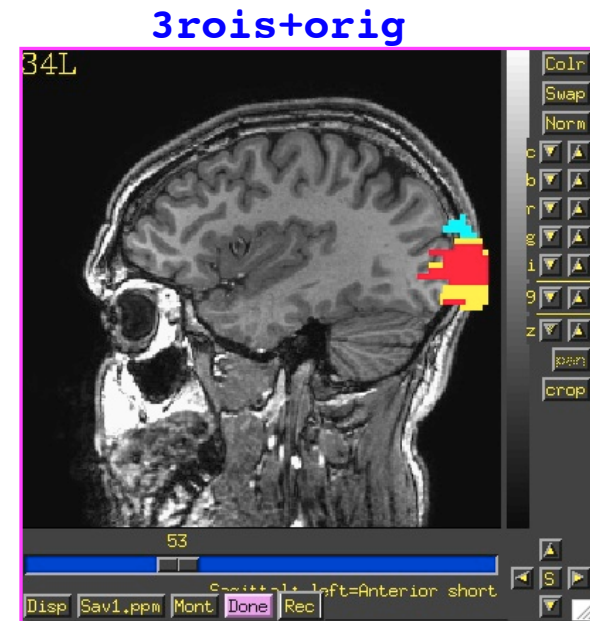 3rois+orig
34L
Colr
Swap
Norm
c
b
r
g
i
9
z
pan
crop
53
Sagittal: left=Anterior short
S
Disp Sav1.ppm Mont Done Rec